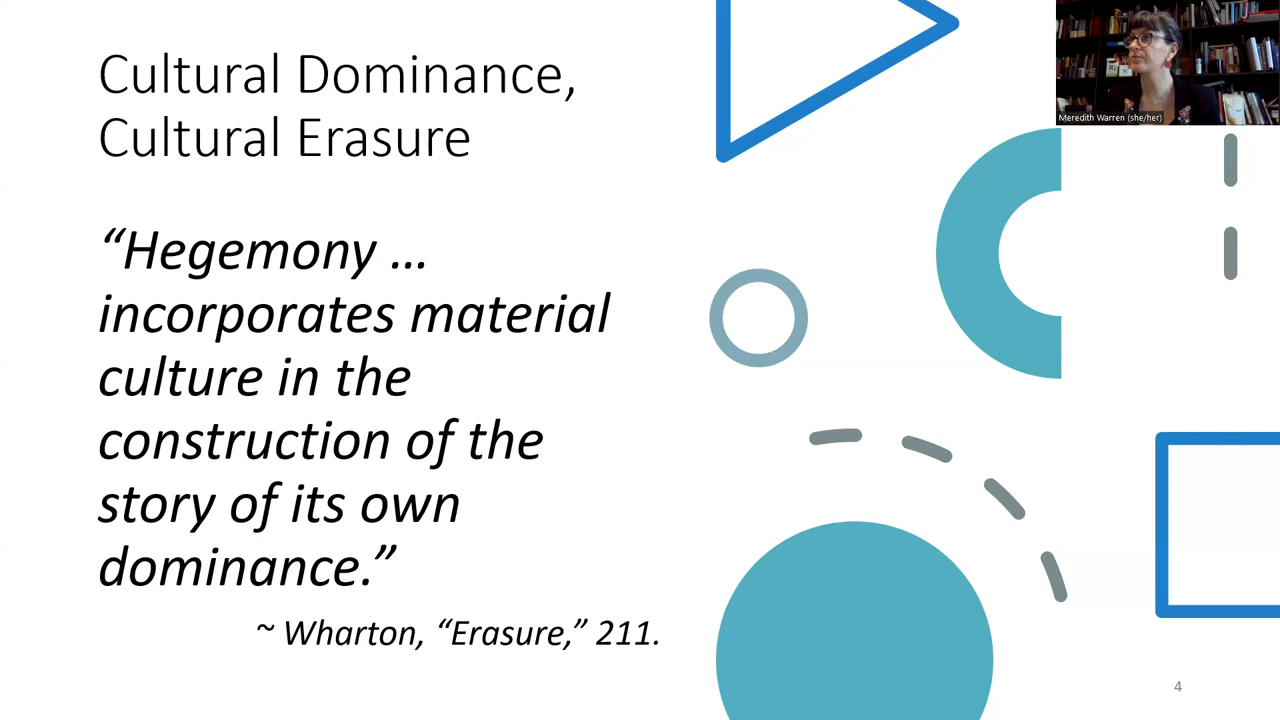 Cultural Dominance,
Cultural Erasure
“Hegemony …
incorporates material
culture in the
construction of the
story of its own
dominance.”
~ Wharton, “Erasure,” 211.
Meredith Warren (she/her)
4